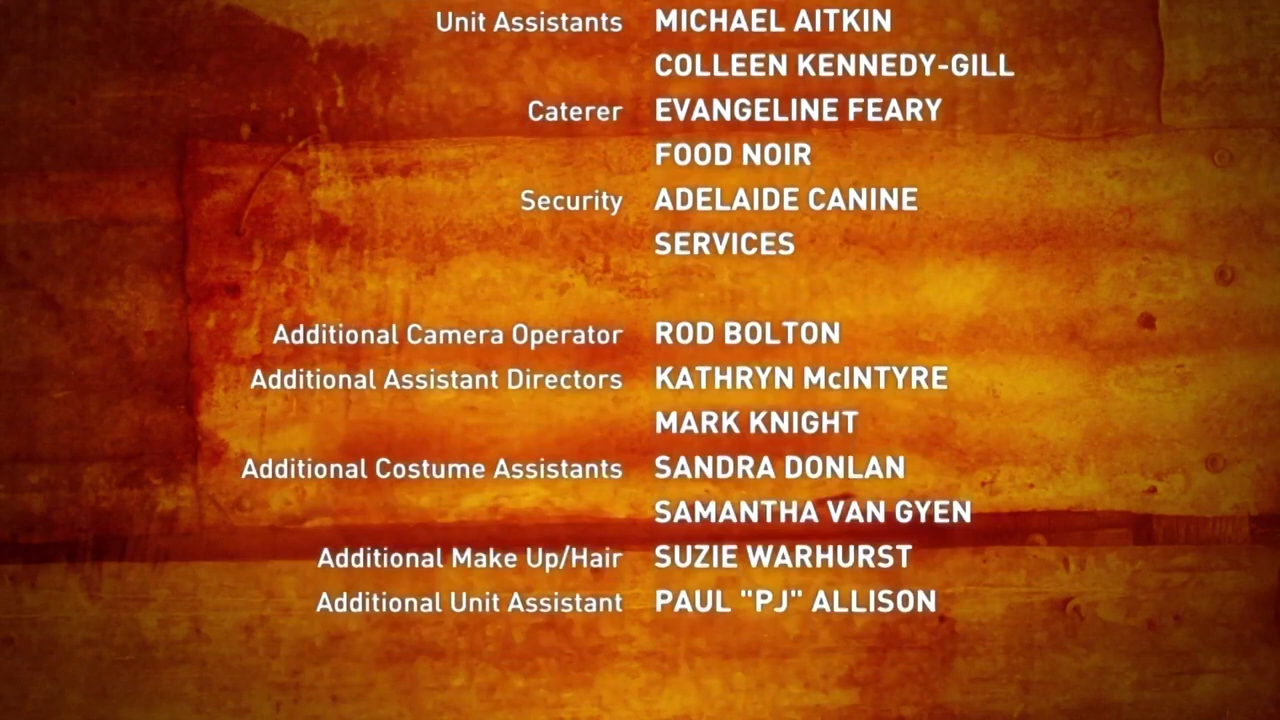 Unit Assistants MICHAEL AITKIN
COLLEEN KENNEDY-GILL
Caterer EVANGELINE FEARY
FOOD NOIR
Security ADELAIDE CANINE
SERVICES
Additional Camera Operator ROD BOLTON
Additional Assistant Directors KATHRYN McINTYRE
MARK KNIGHT
Additional Costume Assistants SANDRA DONLAN
SAMANTHA VAN GYEN
Additional Make Up/Hair SUZIE WARHURST
Additional Unit Assistant PAUL "PJ" ALLISON